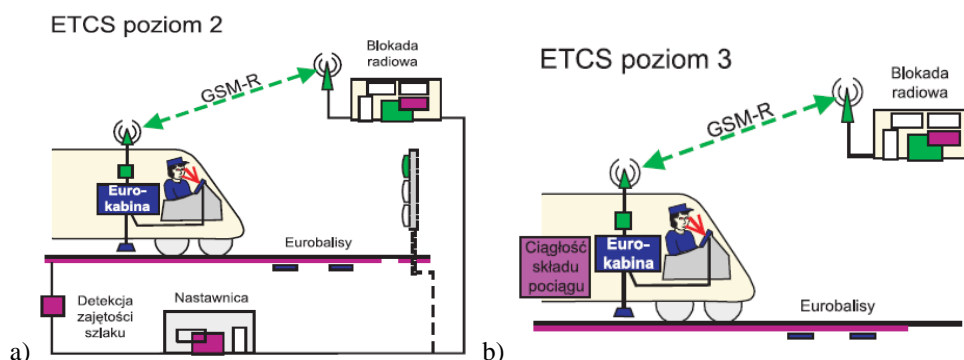 ETCS poziom 2
Blokada
radiowa
GSM-R
Euro-
kabina
Eurobalisy
Detekcja
zajętości
szlaku
Nastawnica
a)
ETCS poziom 3
Blokada
radiowa
GSM-R
Ciągłość
składu
pociągu
Euro-
kabina
Eurobalisy
b)